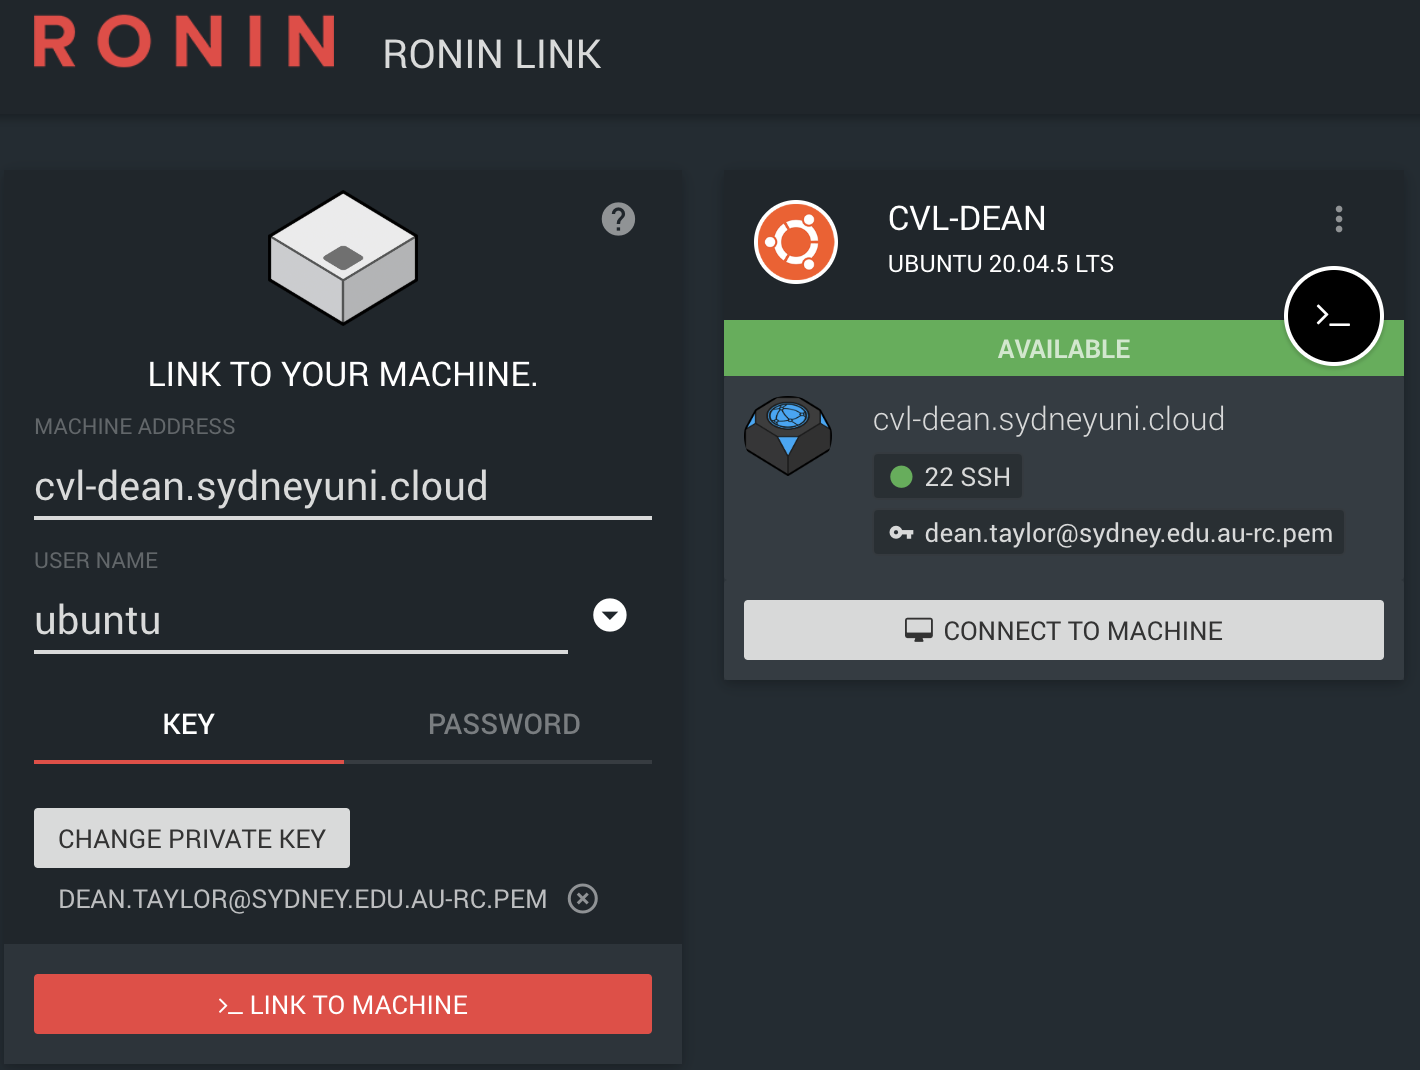 RONIN
RONIN LINK
LINK TO YOUR MACHINE.
MACHINE ADDRESS
cvl-dean.sydneyuni.cloud
USER NAME
ubuntu
KEY
PASSWORD
CHANGE PRIVATE KEY
DEAN.TAYLOR@SYDNEY.EDU.AU-RC.PEM
>_ LINK TO MACHINE
CVL-DEAN
UBUNTU 20.04.5 LTS
>_
AVAILABLE
cvl-dean.sydneyuni.cloud
22 SSH
dean.taylor@sydney.edu.au-rc.pem
CONNECT TO MACHINE